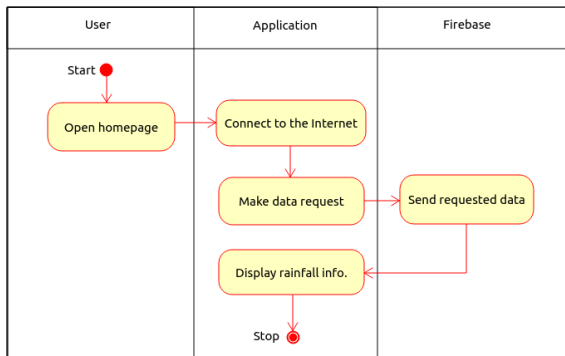 User
Application
Firebase
Start
Open homepage
Connect to the Internet
Make data request
Send requested data
Display rainfall info.
Stop